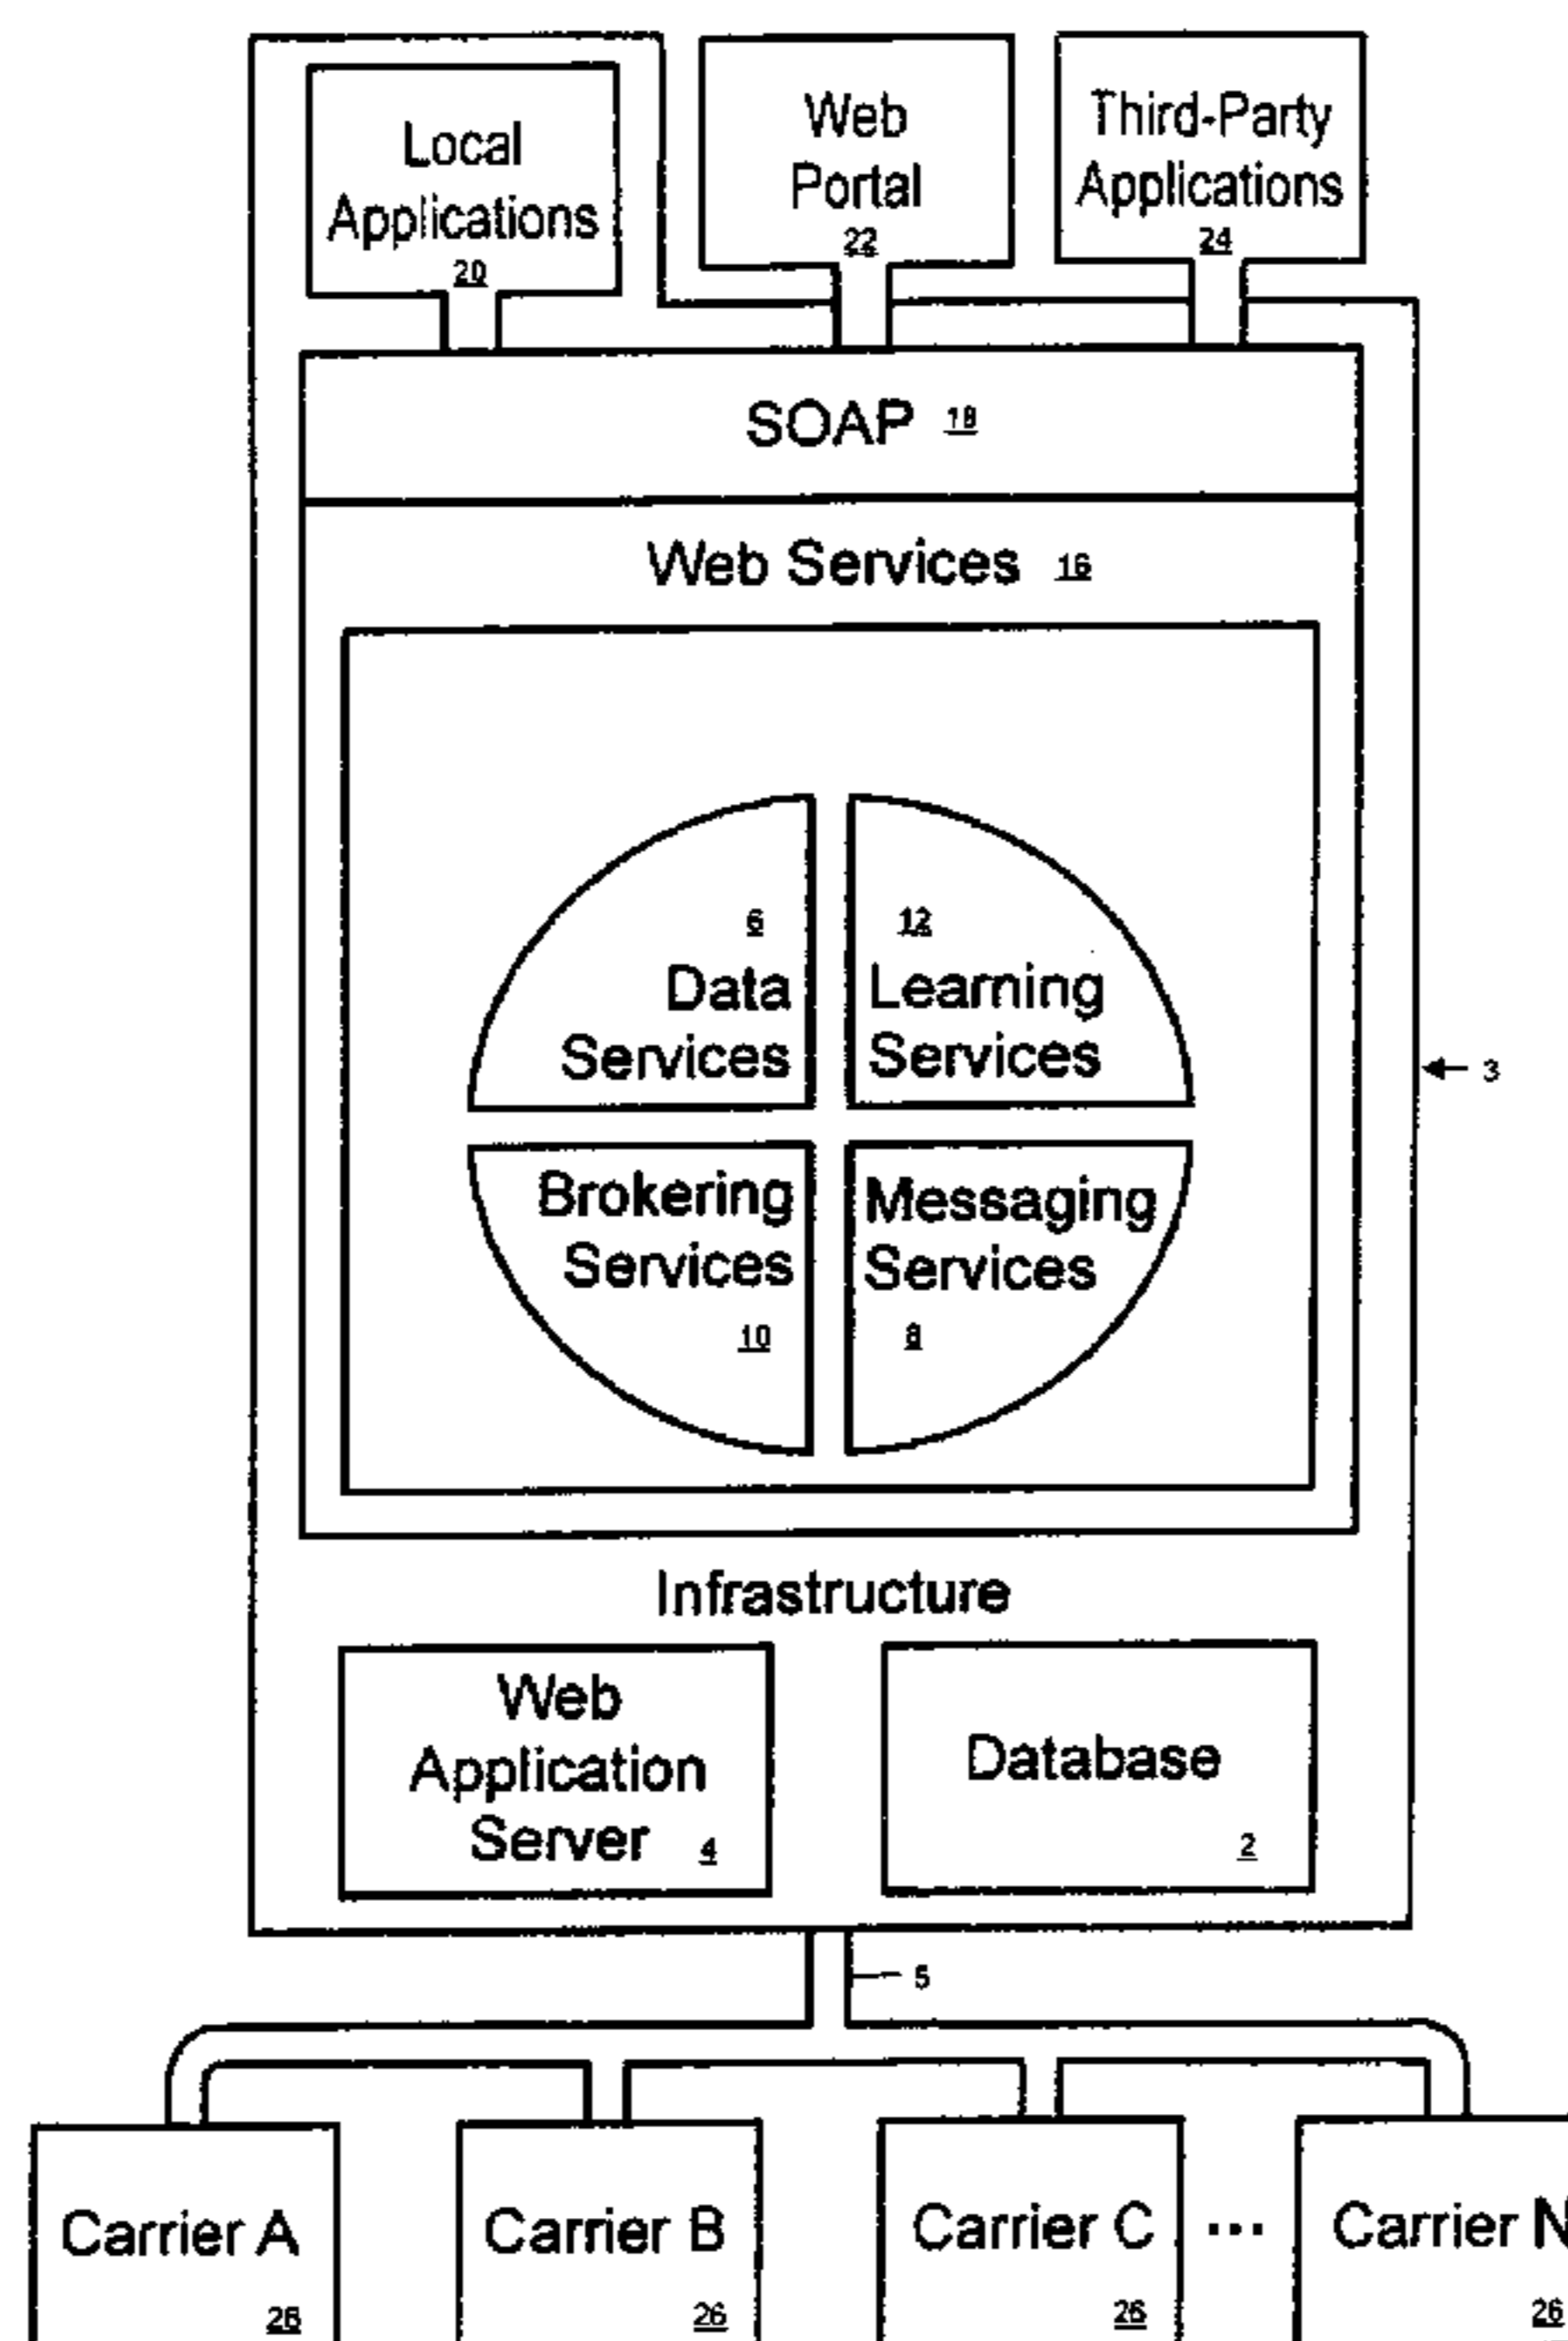 Local
Applications
20
Web
Portal
22
Third-Party
Applications
24
SOAP 18
Web Services 16
6
Data
Services
12
Learning
Services
3
Brokering
Services
10
Messaging
Services
8
Infrastructure
Web
Application
Server 4
Database
2
5
Carrier A
26
Carrier B
26
Carrier C
26
...
Carrier N
26